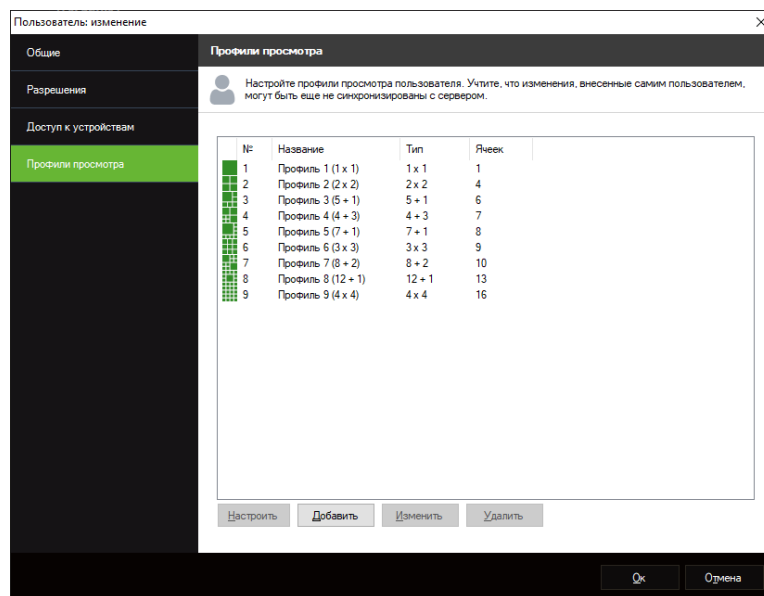 Пользователь: изменение
Общие
Разрешения
Доступ к устройствам
Профили просмотра
Профили просмотра
Настройте профили просмотра пользователя. Учтите, что изменения, внесенные самим пользователем,
могут быть еще не синхронизированы с сервером.
№ Название Тип Ячеек
1 Профиль 1 (1 x 1) 1 x 1 1
2 Профиль 2 (2 x 2) 2 x 2 4
3 Профиль 3 (5 + 1) 5 + 1 6
4 Профиль 4 (4 + 3) 4 + 3 7
5 Профиль 5 (7 + 1) 7 + 1 8
6 Профиль 6 (3 x 3) 3 x 3 9
7 Профиль 7 (8 + 2) 8 + 2 10
8 Профиль 8 (12 + 1) 12 + 1 13
9 Профиль 9 (4 x 4) 4 x 4 16
Настроить Добавить Изменить Удалить
Ок Отмена